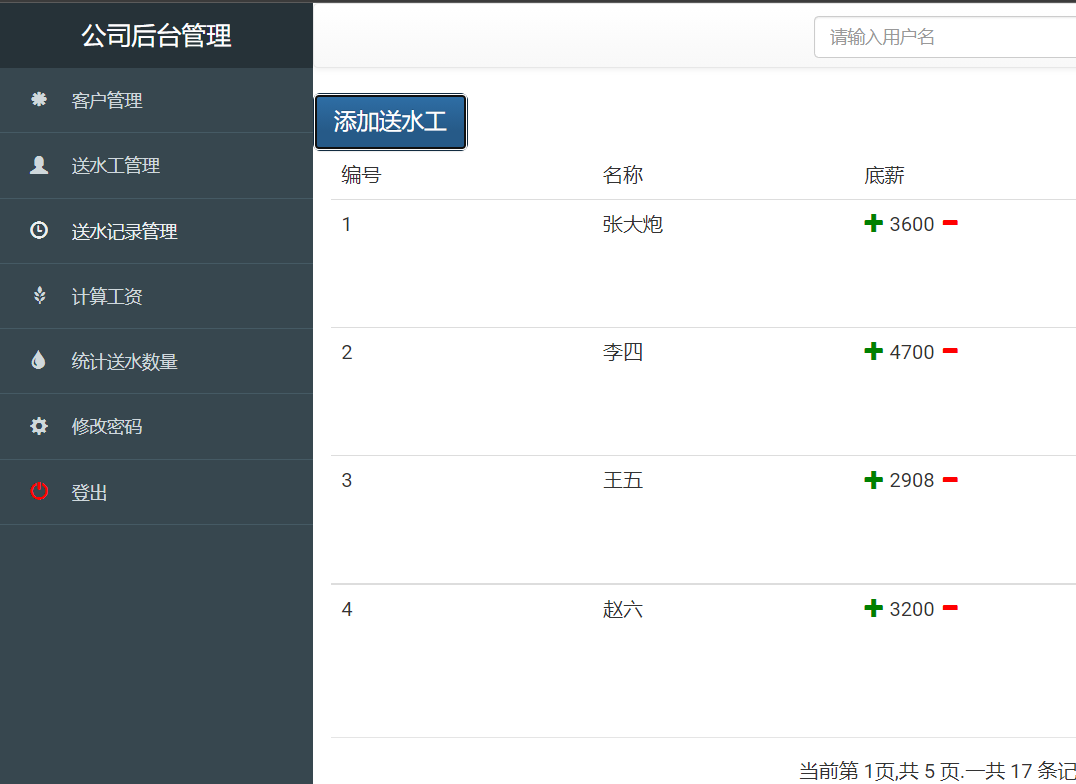 公司后台管理
请输入用户名
客户管理
送水工管理
送水记录管理
计算工资
统计送水数量
修改密码
登出
添加送水工
编号 名称 底薪
1 张大炮 3600
2 李四 4700
3 王五 2908
4 赵六 3200
当前第 1页,共 5 页.一共 17 条记